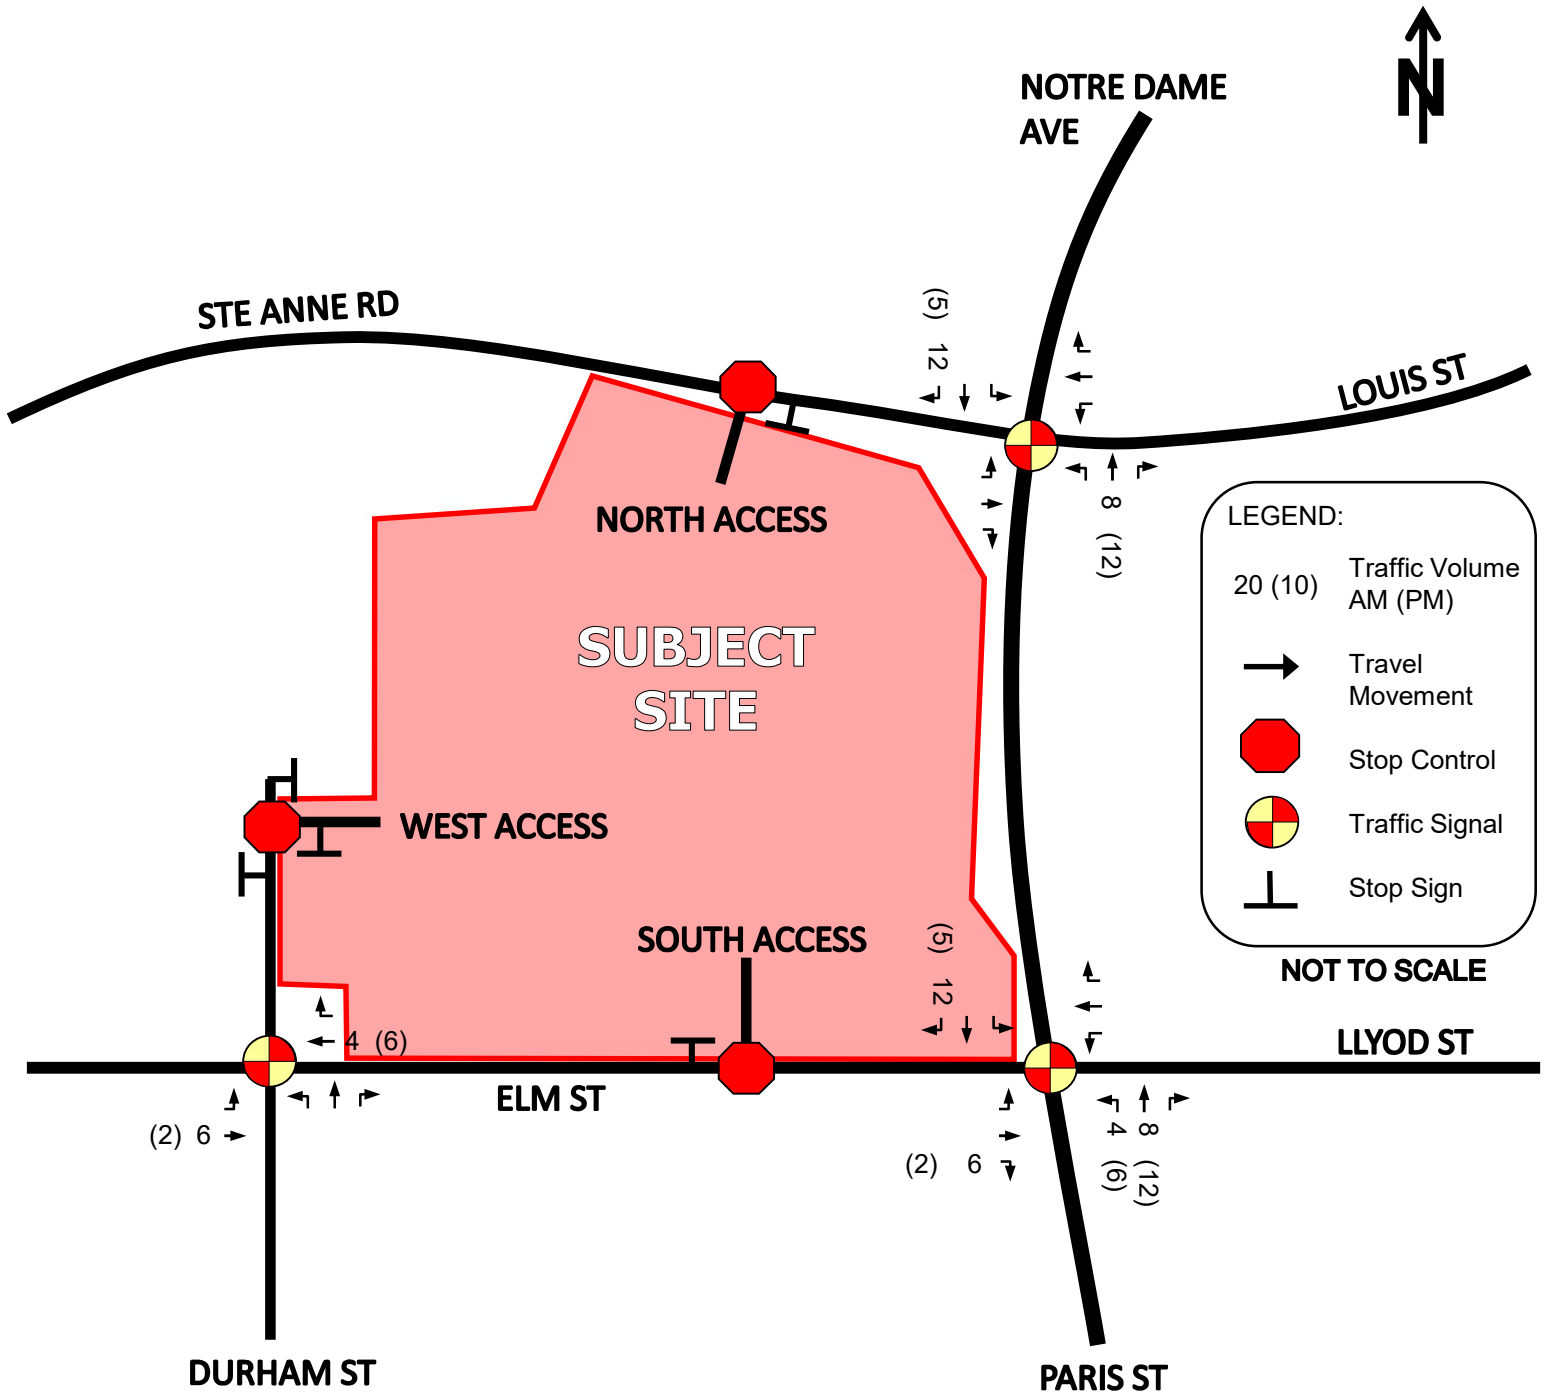 N
NOTRE DAME
AVE
STE ANNE RD
(5) 12
LOUIS ST
8 (12)
NORTH ACCESS
LEGEND:
20 (10) Traffic Volume
AM (PM)
Travel
Movement
Stop Control
Traffic Signal
Stop Sign
NOT TO SCALE
SUBJECT
SITE
WEST ACCESS
SOUTH ACCESS
(5) 12
4 (6)
LLYOD ST
ELM ST
(2) 6
(2) 6
4 (6)
8 (12)
DURHAM ST
PARIS ST